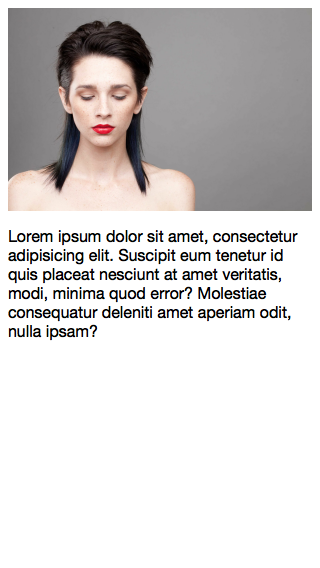 Lorem ipsum dolor sit amet, consectetur
adipisicing elit. Suscipit eum tenetur id
quis placeat nesciunt at amet veritatis,
modi, minima quod error? Molestiae
consequatur deleniti amet aperiam odit,
nulla ipsam?